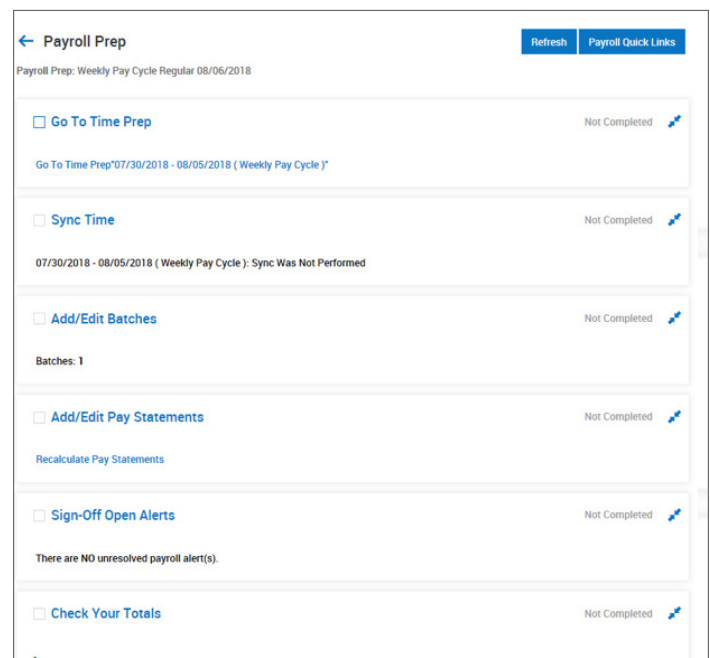 Payroll Prep
Refresh
Payroll Quick Links
Payroll Prep: Weekly Pay Cycle Regular 08/06/2018
Go To Time Prep
Not Completed
Go To Time Prep"07/30/2018 - 08/05/2018 ( Weekly Pay Cycle )"
Sync Time
Not Completed
07/30/2018 - 08/05/2018 ( Weekly Pay Cycle ): Sync Was Not Performed
Add/Edit Batches
Not Completed
Batches: 1
Add/Edit Pay Statements
Not Completed
Recalculate Pay Statements
Sign-Off Open Alerts
Not Completed
There are NO unresolved payroll alert(s).
Check Your Totals
Not Completed